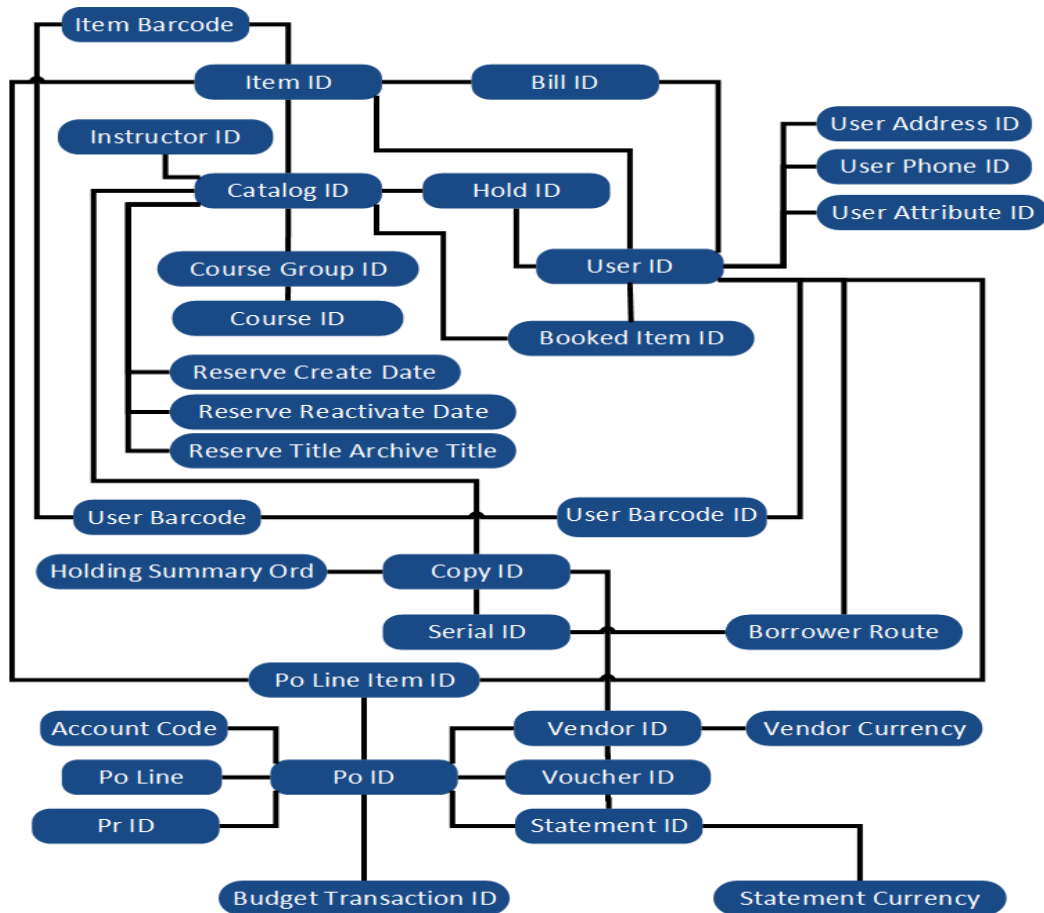 Item Barcode
Item ID
Bill ID
Instructor ID
User Address ID
User Phone ID
Catalog ID
Hold ID
User Attribute ID
Course Group ID
User ID
Course ID
Booked Item ID
Reserve Create Date
Reserve Reactivate Date
Reserve Title Archive Title
User Barcode
User Barcode ID
Holding Summary Ord
Copy ID
Serial ID
Borrower Route
Po Line Item ID
Account Code
Vendor ID
Vendor Currency
Po Line
Po ID
Voucher ID
Pr ID
Statement ID
Budget Transaction ID
Statement Currency